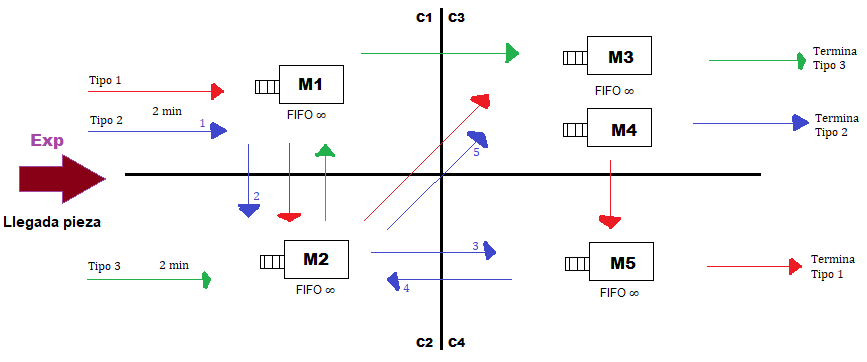 C1 C3
Tipo 1
M1
M3
Termina
Tipo 3
FIFO ∞
2 min
Tipo 2
1
FIFO ∞
M4
Termina
Tipo 2
Exp
5
2
Llegada pieza
Tipo 3
2 min
M2
3
M5
Termina
Tipo 1
4
FIFO ∞
FIFO ∞
C2 C4